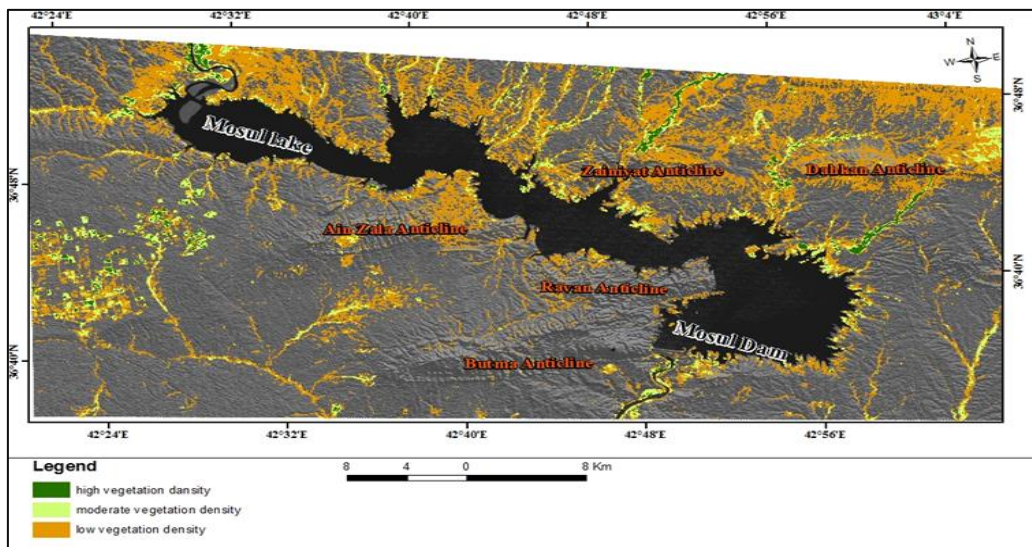 42°24'E 42°32'E 42°40'E 42°48'E 42°56'E 43°4'E
N
W E
S
36°48'N
36°48'N
Mosul lake
Zainiyat Anticline
Dahkan Anticline
Ain Zala Anticline
36°40'N
Ravan Anticline
Mosul Dam
36°40'N
Butma Anticline
42°24'E 42°32'E 42°40'E 42°48'E 42°56'E
Legend
8 4 0 8 Km
high vegetation dansity
moderate vegetation density
low vegetation density